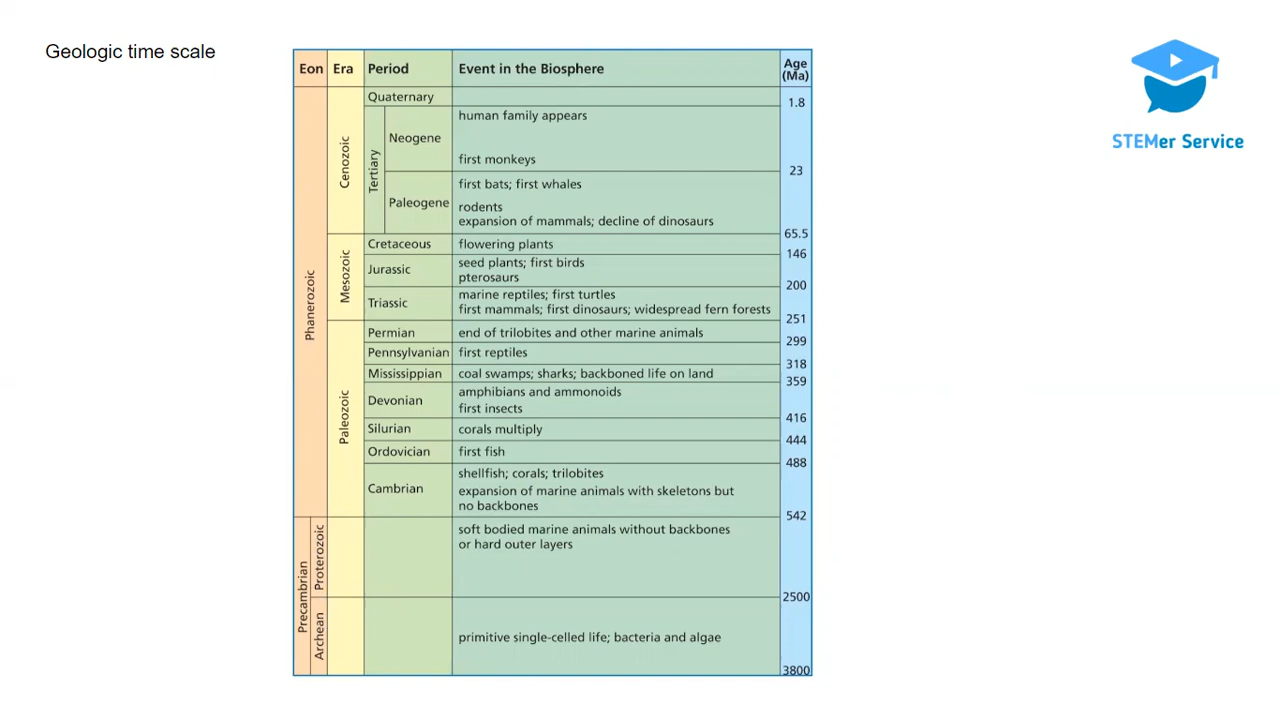 Geologic time scale
Eon Era Period Event in the Biosphere Age
(Ma)
Quaternary
1.8
human family appears
Neogene
first monkeys
23
Tertiary
first bats; first whales
Paleogene
rodents
expansion of mammals; decline of dinosaurs
65.5
Cenozoic
Cretaceous flowering plants
146
Jurassic
seed plants; first birds
pterosaurs
200
Mesozoic
Triassic
marine reptiles; first turtles
first mammals; first dinosaurs; widespread fern forests
251
Permian end of trilobites and other marine animals
299
Pennsylvanian first reptiles
318
Mississippian coal swamps; sharks; backboned life on land
359
Devonian
amphibians and ammonoids
first insects
416
Paleozoic
Silurian corals multiply
444
Ordovician first fish
488
shellfish; corals; trilobites
Cambrian
expansion of marine animals with skeletons but
no backbones
542
Phanerozoic
Proterozoic
soft bodied marine animals without backbones
or hard outer layers
2500
Precambrian
Archean
primitive single-celled life; bacteria and algae
3800
STEMer Service